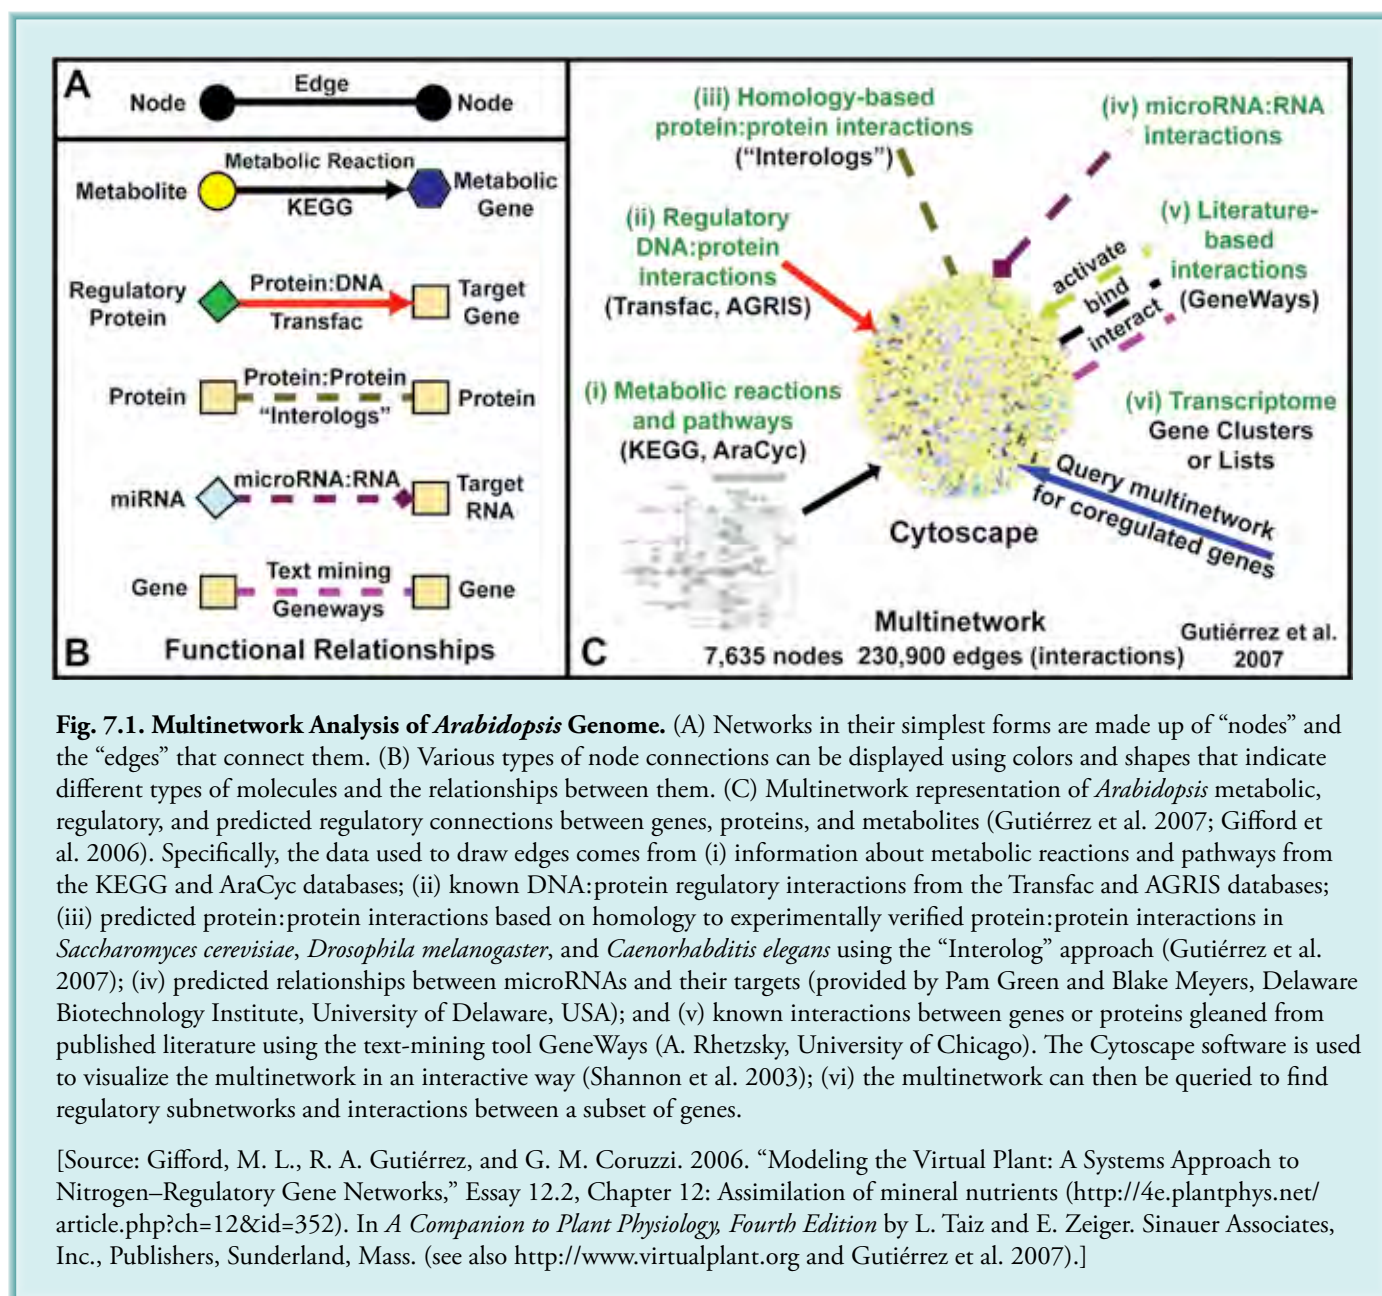 A
Node
Edge
Node
Metabolite
Metabolic Reaction
KEGG
Metabolic
Gene
Regulatory
Protein
Protein:DNA
Transfac
Target
Gene
Protein
Protein:Protein
“Interologs”
Protein
miRNA
microRNA:RNA
Target
RNA
Gene
Text mining
Geneways
Gene
B
Functional Relationships
(iii) Homology-based
protein:protein interactions
(“Interologs”)
(iv) microRNA:RNA
interactions
(ii) Regulatory
DNA:protein
interactions
(Transfac, AGRIS)
(v) Literature-
based
interactions
(GeneWays)
activate
bind
interact
(i) Metabolic reactions
and pathways
(KEGG, AraCyc)
(vi) Transcriptome
Gene Clusters
or Lists
Query multinetwork
for coregulated genes
Cytoscape
Multinetwork
C
7,635 nodes 230,900 edges (interactions)
Gutiérrez et al.
2007
Fig. 7.1. Multinetwork Analysis of Arabidopsis Genome. (A) Networks in their simplest forms are made up of “nodes” and
the “edges” that connect them. (B) Various types of node connections can be displayed using colors and shapes that indicate
different types of molecules and the relationships between them. (C) Multinetwork representation of Arabidopsis metabolic,
regulatory, and predicted regulatory connections between genes, proteins, and metabolites (Gutiérrez et al. 2007; Gifford et
al. 2006). Specifically, the data used to draw edges comes from (i) information about metabolic reactions and pathways from
the KEGG and AraCyc databases; (ii) known DNA:protein regulatory interactions from the Transfac and AGRIS databases;
(iii) predicted protein:protein interactions based on homology to experimentally verified protein:protein interactions in
Saccharomyces cerevisiae, Drosophila melanogaster, and Caenorhabditis elegans using the “Interolog” approach (Gutiérrez et al.
2007); (iv) predicted relationships between microRNAs and their targets (provided by Pam Green and Blake Meyers, Delaware
Biotechnology Institute, University of Delaware, USA); and (v) known interactions between genes or proteins gleaned from
published literature using the text-mining tool GeneWays (A. Rhetzsky, University of Chicago). The Cytoscape software is used
to visualize the multinetwork in an interactive way (Shannon et al. 2003); (vi) the multinetwork can then be queried to find
regulatory subnetworks and interactions between a subset of genes.
[Source: Gifford, M. L., R. A. Gutiérrez, and G. M. Coruzzi. 2006. “Modeling the Virtual Plant: A Systems Approach to
Nitrogen–Regulatory Gene Networks,” Essay 12.2, Chapter 12: Assimilation of mineral nutrients (http://4e.plantphys.net/
article.php?ch=12&id=352). In A Companion to Plant Physiology, Fourth Edition by L. Taiz and E. Zeiger. Sinauer Associates,
Inc., Publishers, Sunderland, Mass. (see also http://www.virtualplant.org and Gutiérrez et al. 2007).]